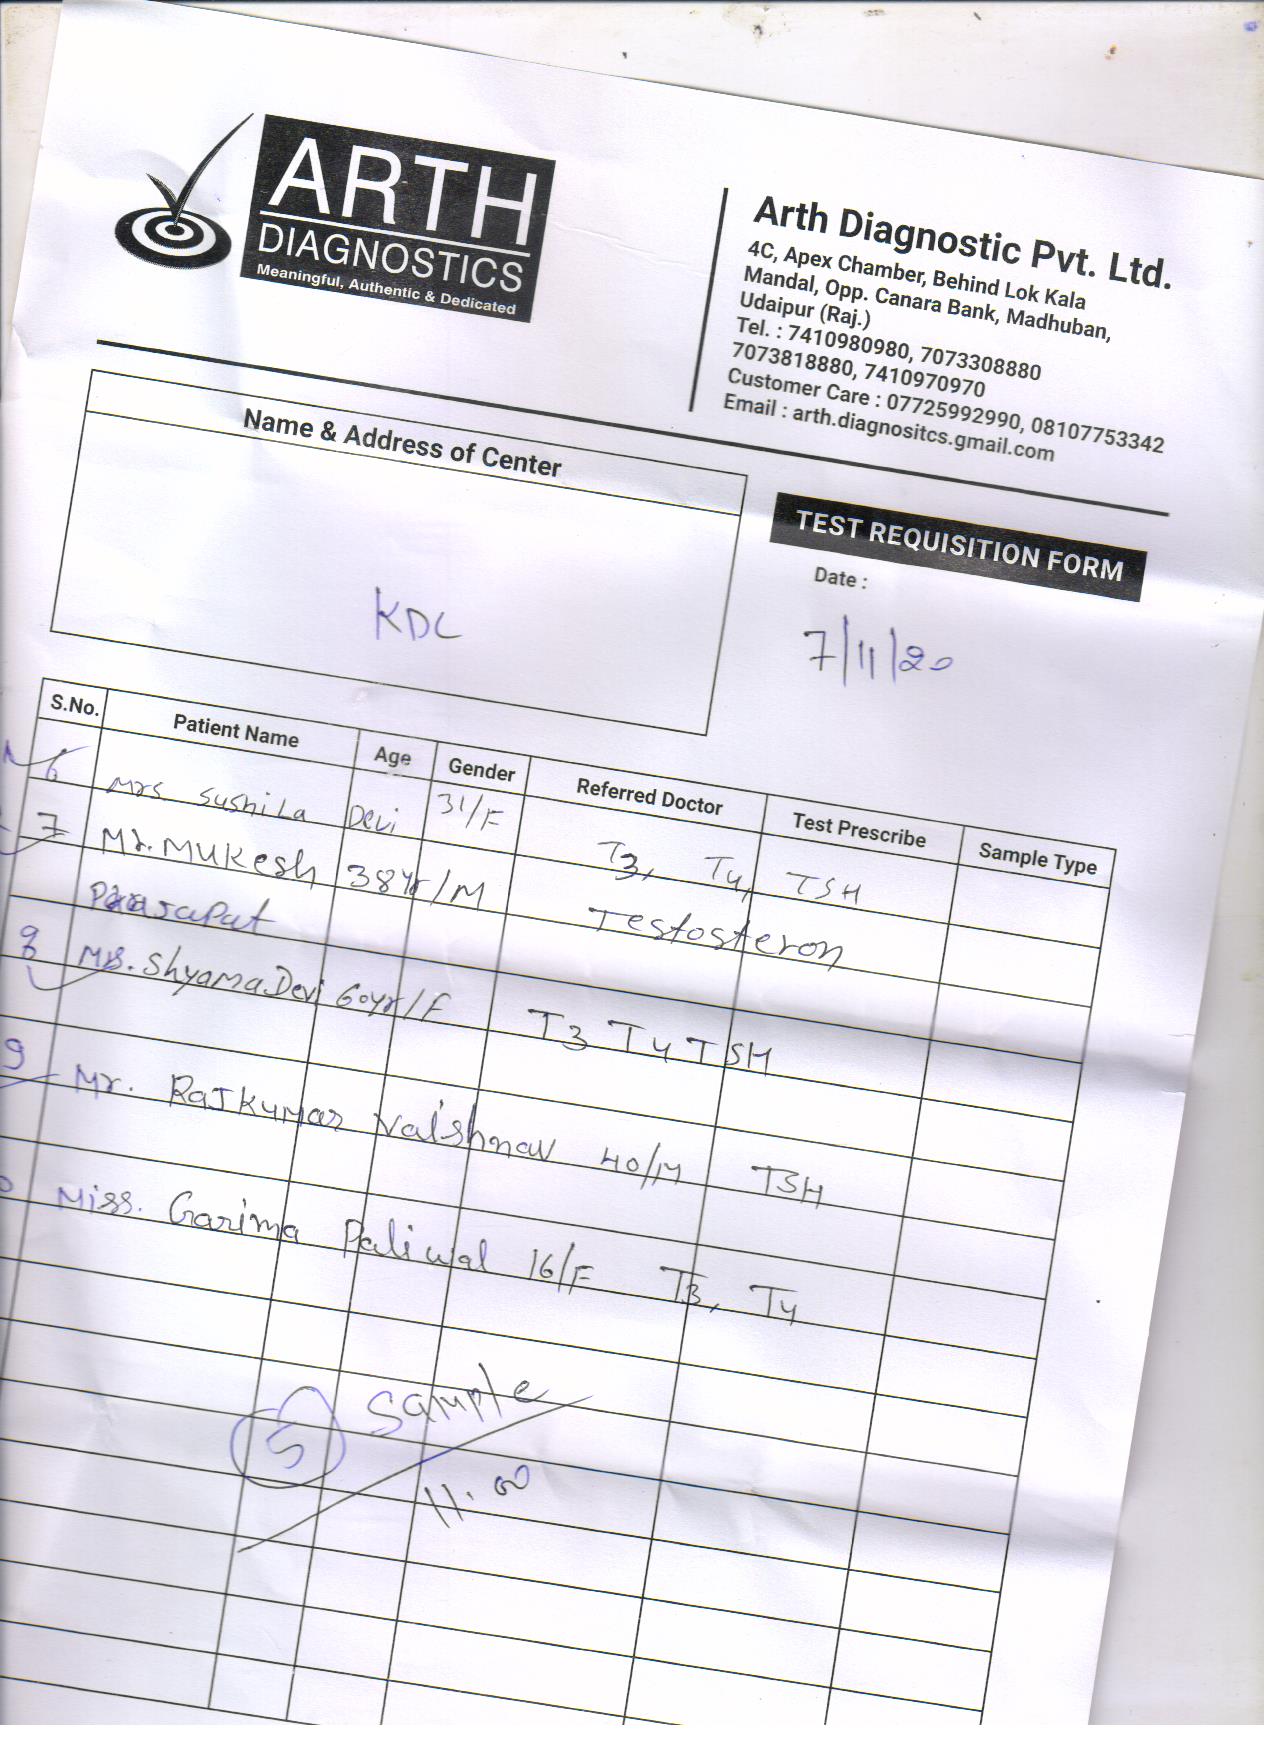 ARTH
DIAGNOSTICS
Meaningful, Authentic & Dedicated
Arth Diagnostic Pvt. Ltd.
4C, Apex Chamber, Behind Lok Kala
Mandal, Opp. Canara Bank, Madhuban,
Udaipur (Raj.)
Tel. : 7410980980, 7073308880
7073818880, 7410970970
Customer Care : 07725992990, 08107753342
Email : arth.diagnositcs.gmail.com
Name & Address of Center
KDC
TEST REQUISITION FORM
Date :
7/11/20
S.No. Patient Name Age Gender Referred Doctor Test Prescribe Sample Type
6 Mrs Sushila Devi 31/F T3, T4, TSH
7 Mr. Mukesh 38yr/M Testosteron
8 Mrs. Shyama Devi 60yr/F T3 T4 TSH
9 Mr. Rajkumar Vaishnav 40/M TSH
Miss. Garima Paliwal 16/F T3, T4
5 Sample
11.00